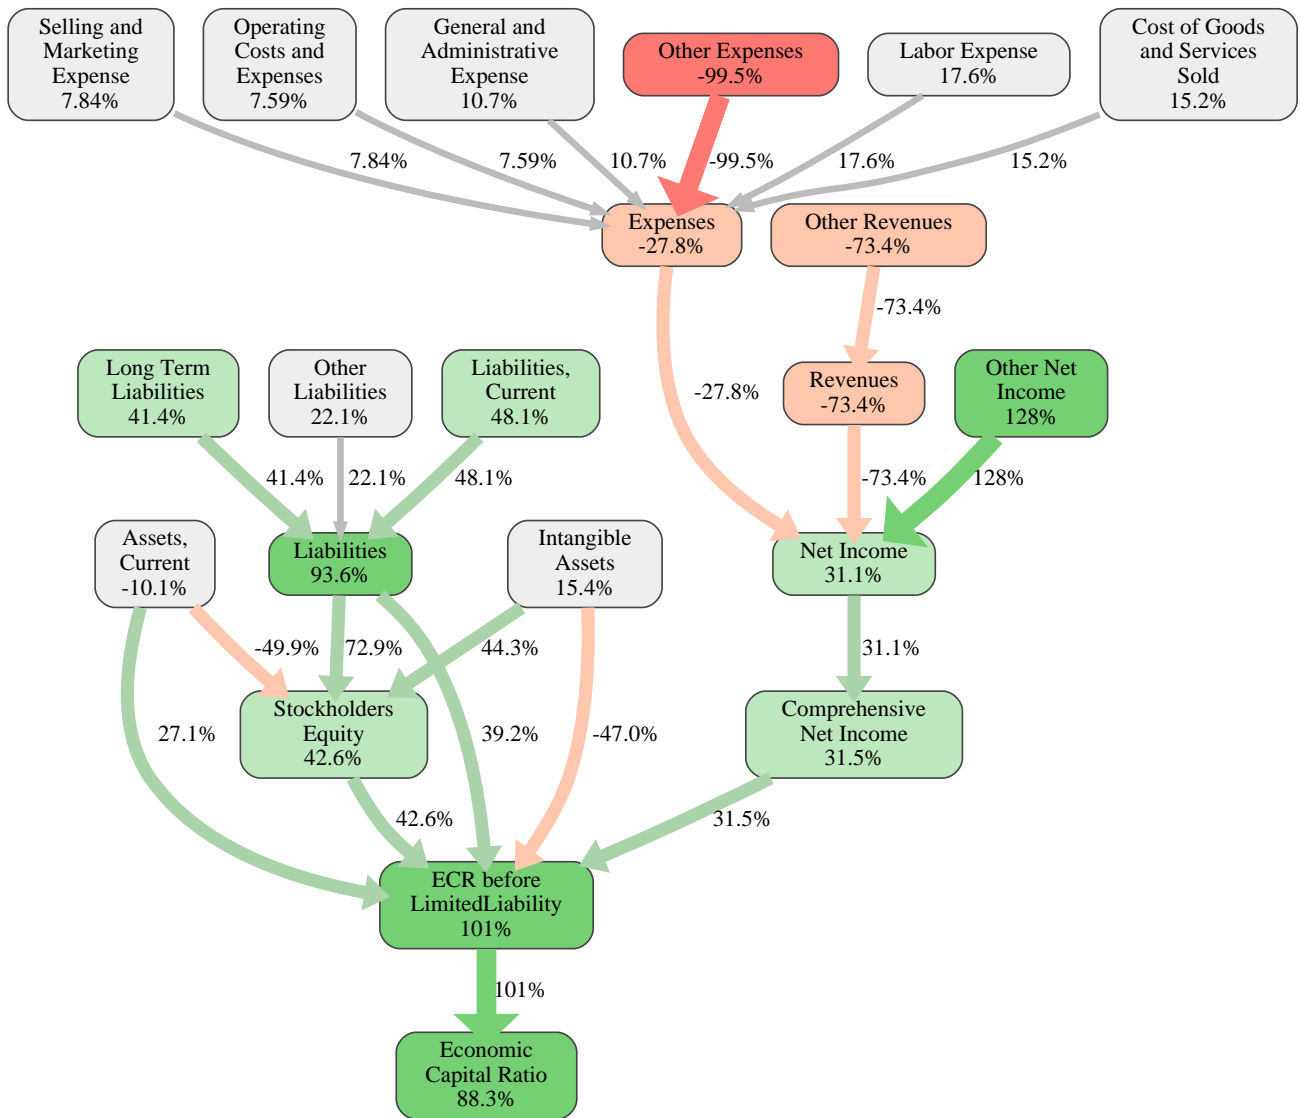 Selling and
Marketing
Expense
7.84%
Operating
Costs and
Expenses
7.59%
General and
Administrative
Expense
10.7%
Other Expenses
-99.5%
Labor Expense
17.6%
Cost of Goods
and Services
Sold
15.2%
7.84%
7.59%
10.7%
-99.5%
17.6%
15.2%
Expenses
-27.8%
Other Revenues
-73.4%
-73.4%
Long Term
Liabilities
41.4%
Other
Liabilities
22.1%
Liabilities,
Current
48.1%
-27.8%
Revenues
-73.4%
Other Net
Income
128%
41.4%
22.1%
48.1%
-73.4%
128%
Assets,
Current
-10.1%
Liabilities
93.6%
Intangible
Assets
15.4%
Net Income
31.1%
-49.9%
72.9%
44.3%
31.1%
27.1%
Stockholders
Equity
42.6%
39.2%
-47.0%
Comprehensive
Net Income
31.5%
42.6%
31.5%
ECR before
LimitedLiability
101%
101%
Economic
Capital Ratio
88.3%